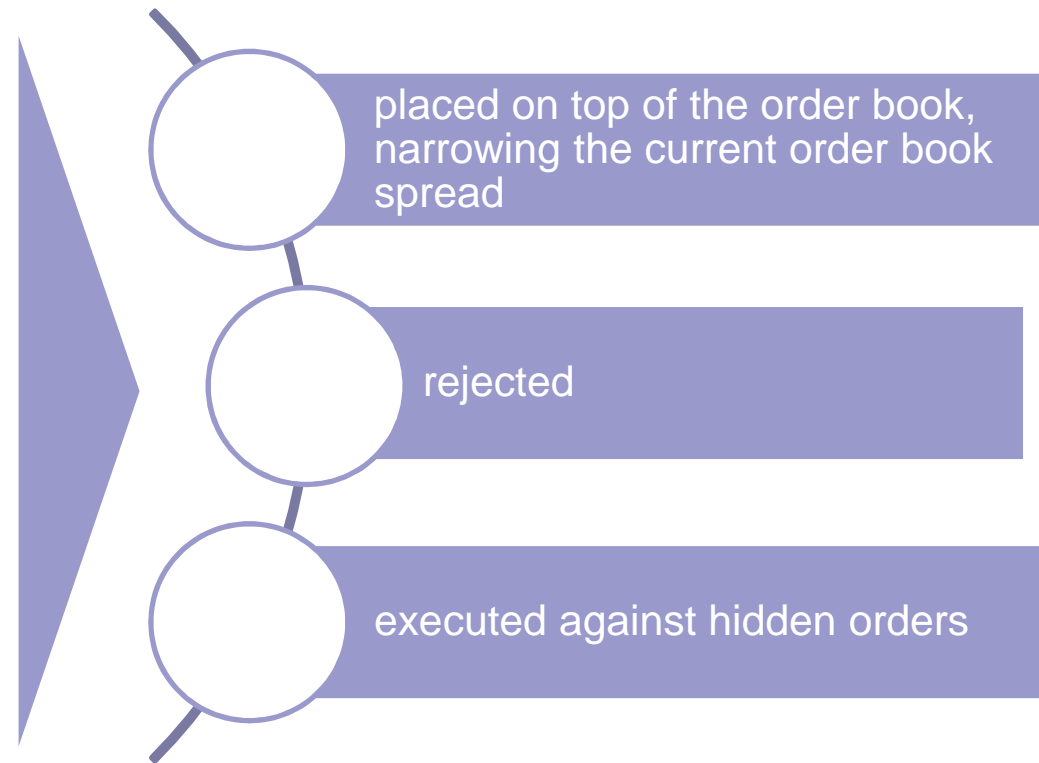 placed on top of the order book,
narrowing the current order book
spread
rejected
executed against hidden orders